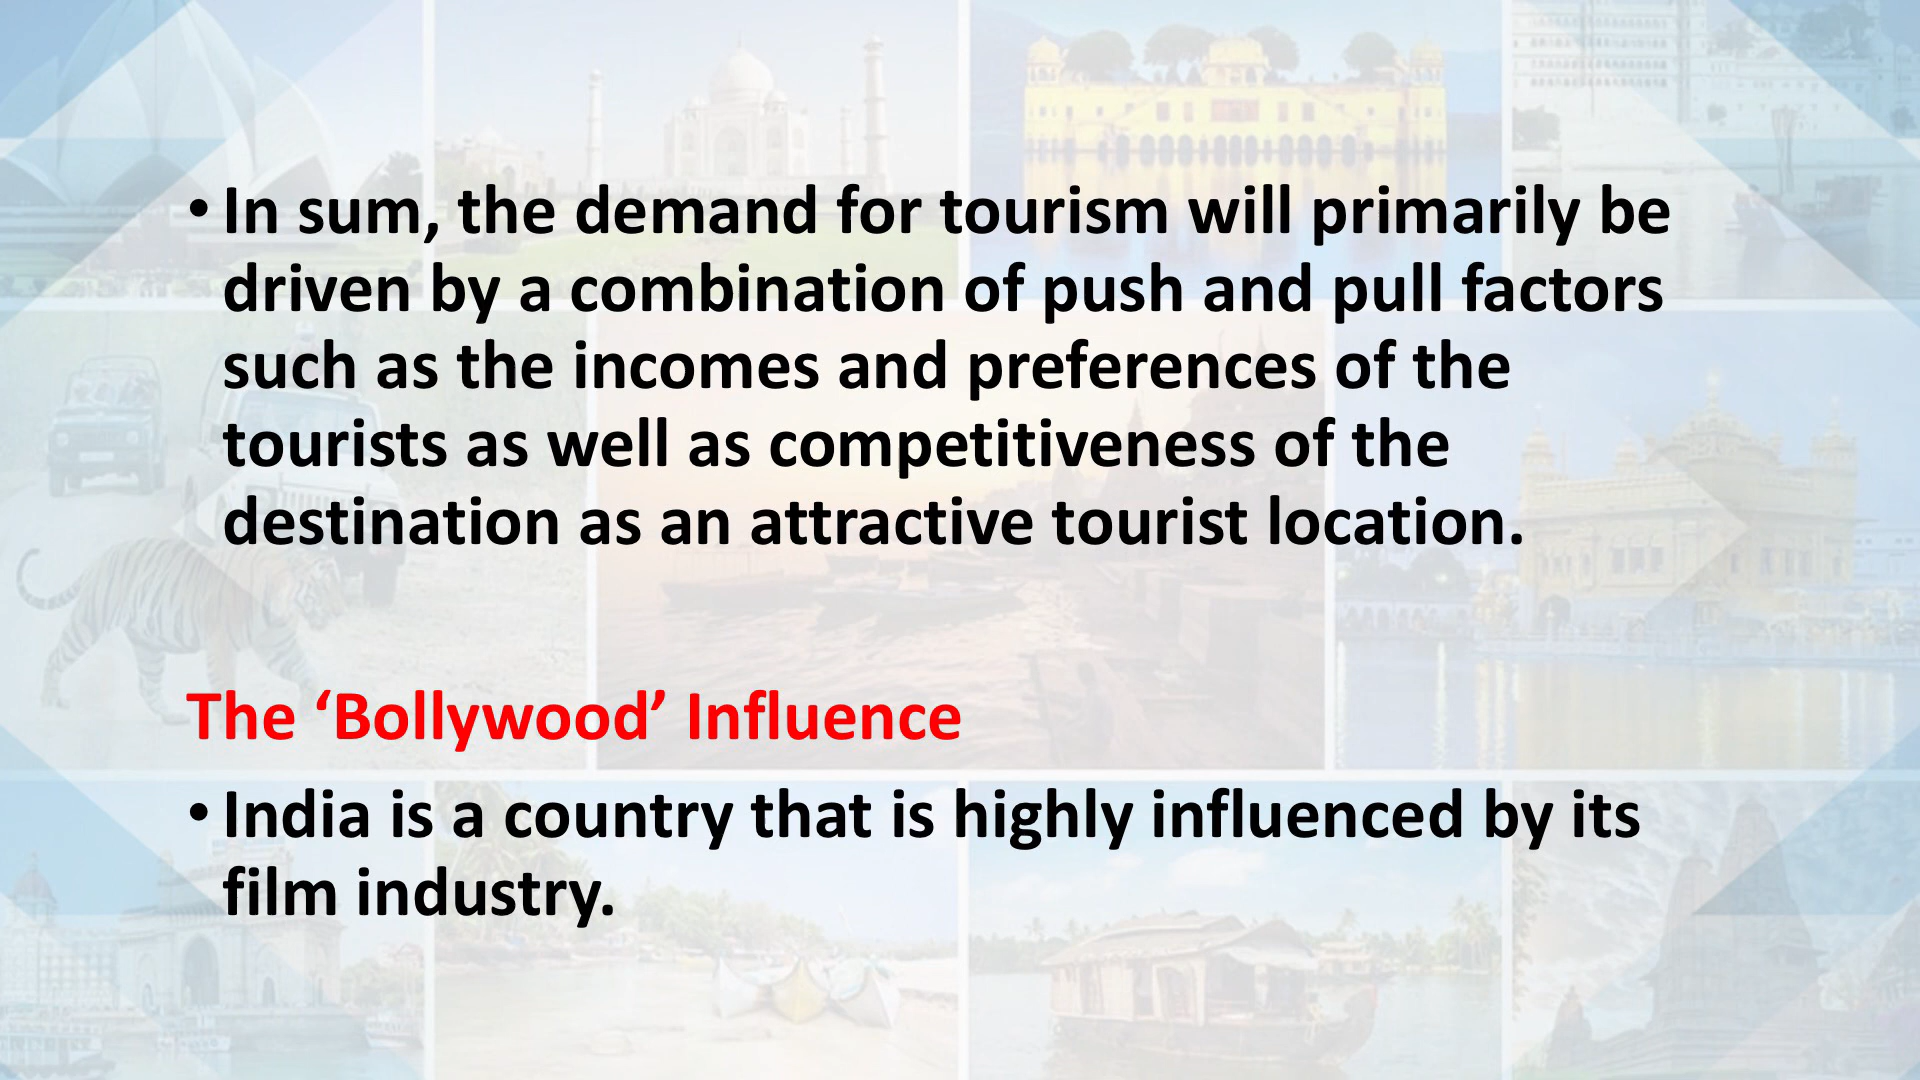 • In sum, the demand for tourism will primarily be
driven by a combination of push and pull factors
such as the incomes and preferences of the
tourists as well as competitiveness of the
destination as an attractive tourist location.
The ‘Bollywood’ Influence
• India is a country that is highly influenced by its
film industry.